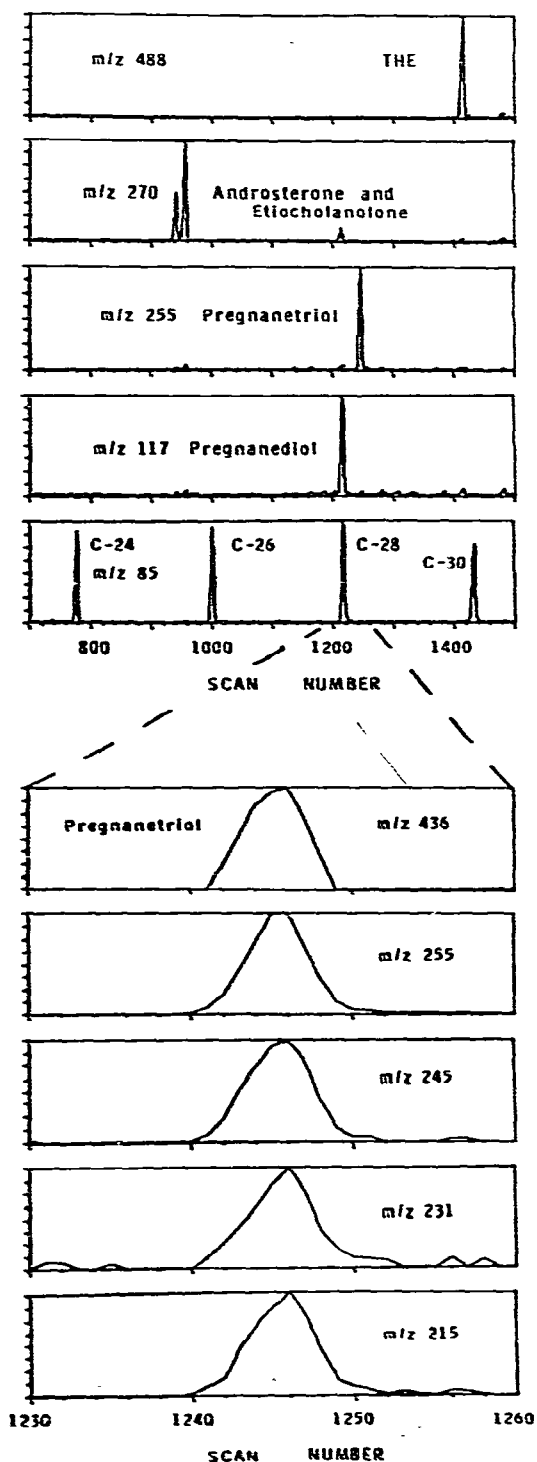 m/z 488 THE
m/z 270 Androsterone and
Etiocholanolone
m/z 255 Pregnanetriol
m/z 117 Pregnanediol
C-24 C-26 C-28 C-30
m/z 85
800 1000 1200 1400
SCAN NUMBER
Pregnanetriol m/z 436
m/z 255
m/z 245
m/z 231
m/z 215
1230 1240 1250 1260
SCAN NUMBER